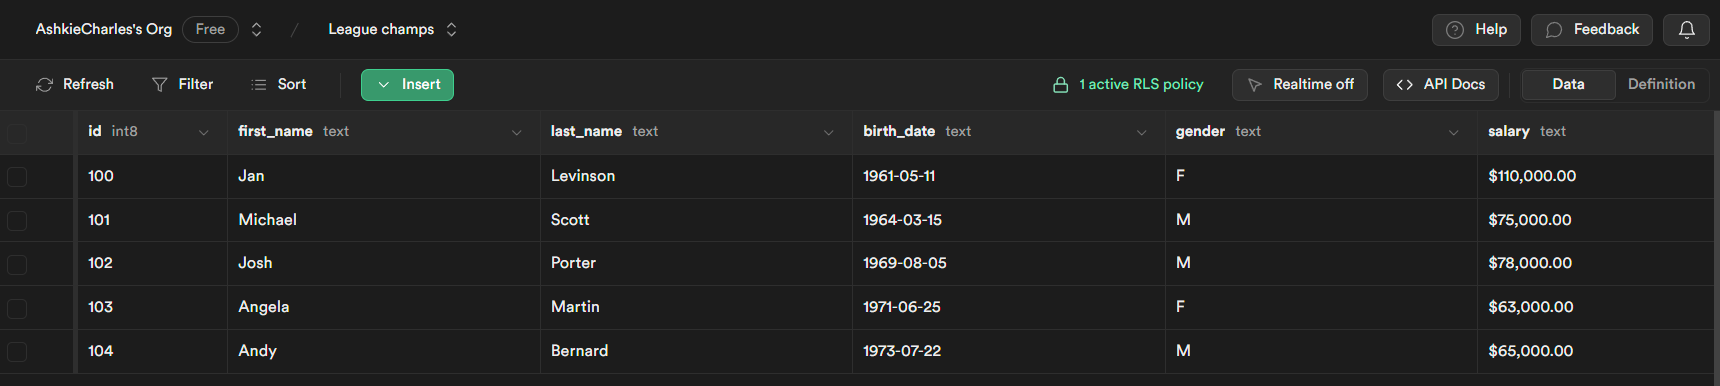 AshkieCharles's Org Free / League champs Help Feedback
Refresh Filter Sort Insert 1 active RLS policy Realtime off <> API Docs Data Definition
id int8 first_name text last_name text birth_date text gender text salary text
100 Jan Levinson 1961-05-11 F $110,000.00
101 Michael Scott 1964-03-15 M $75,000.00
102 Josh Porter 1969-08-05 M $78,000.00
103 Angela Martin 1971-06-25 F $63,000.00
104 Andy Bernard 1973-07-22 M $65,000.00